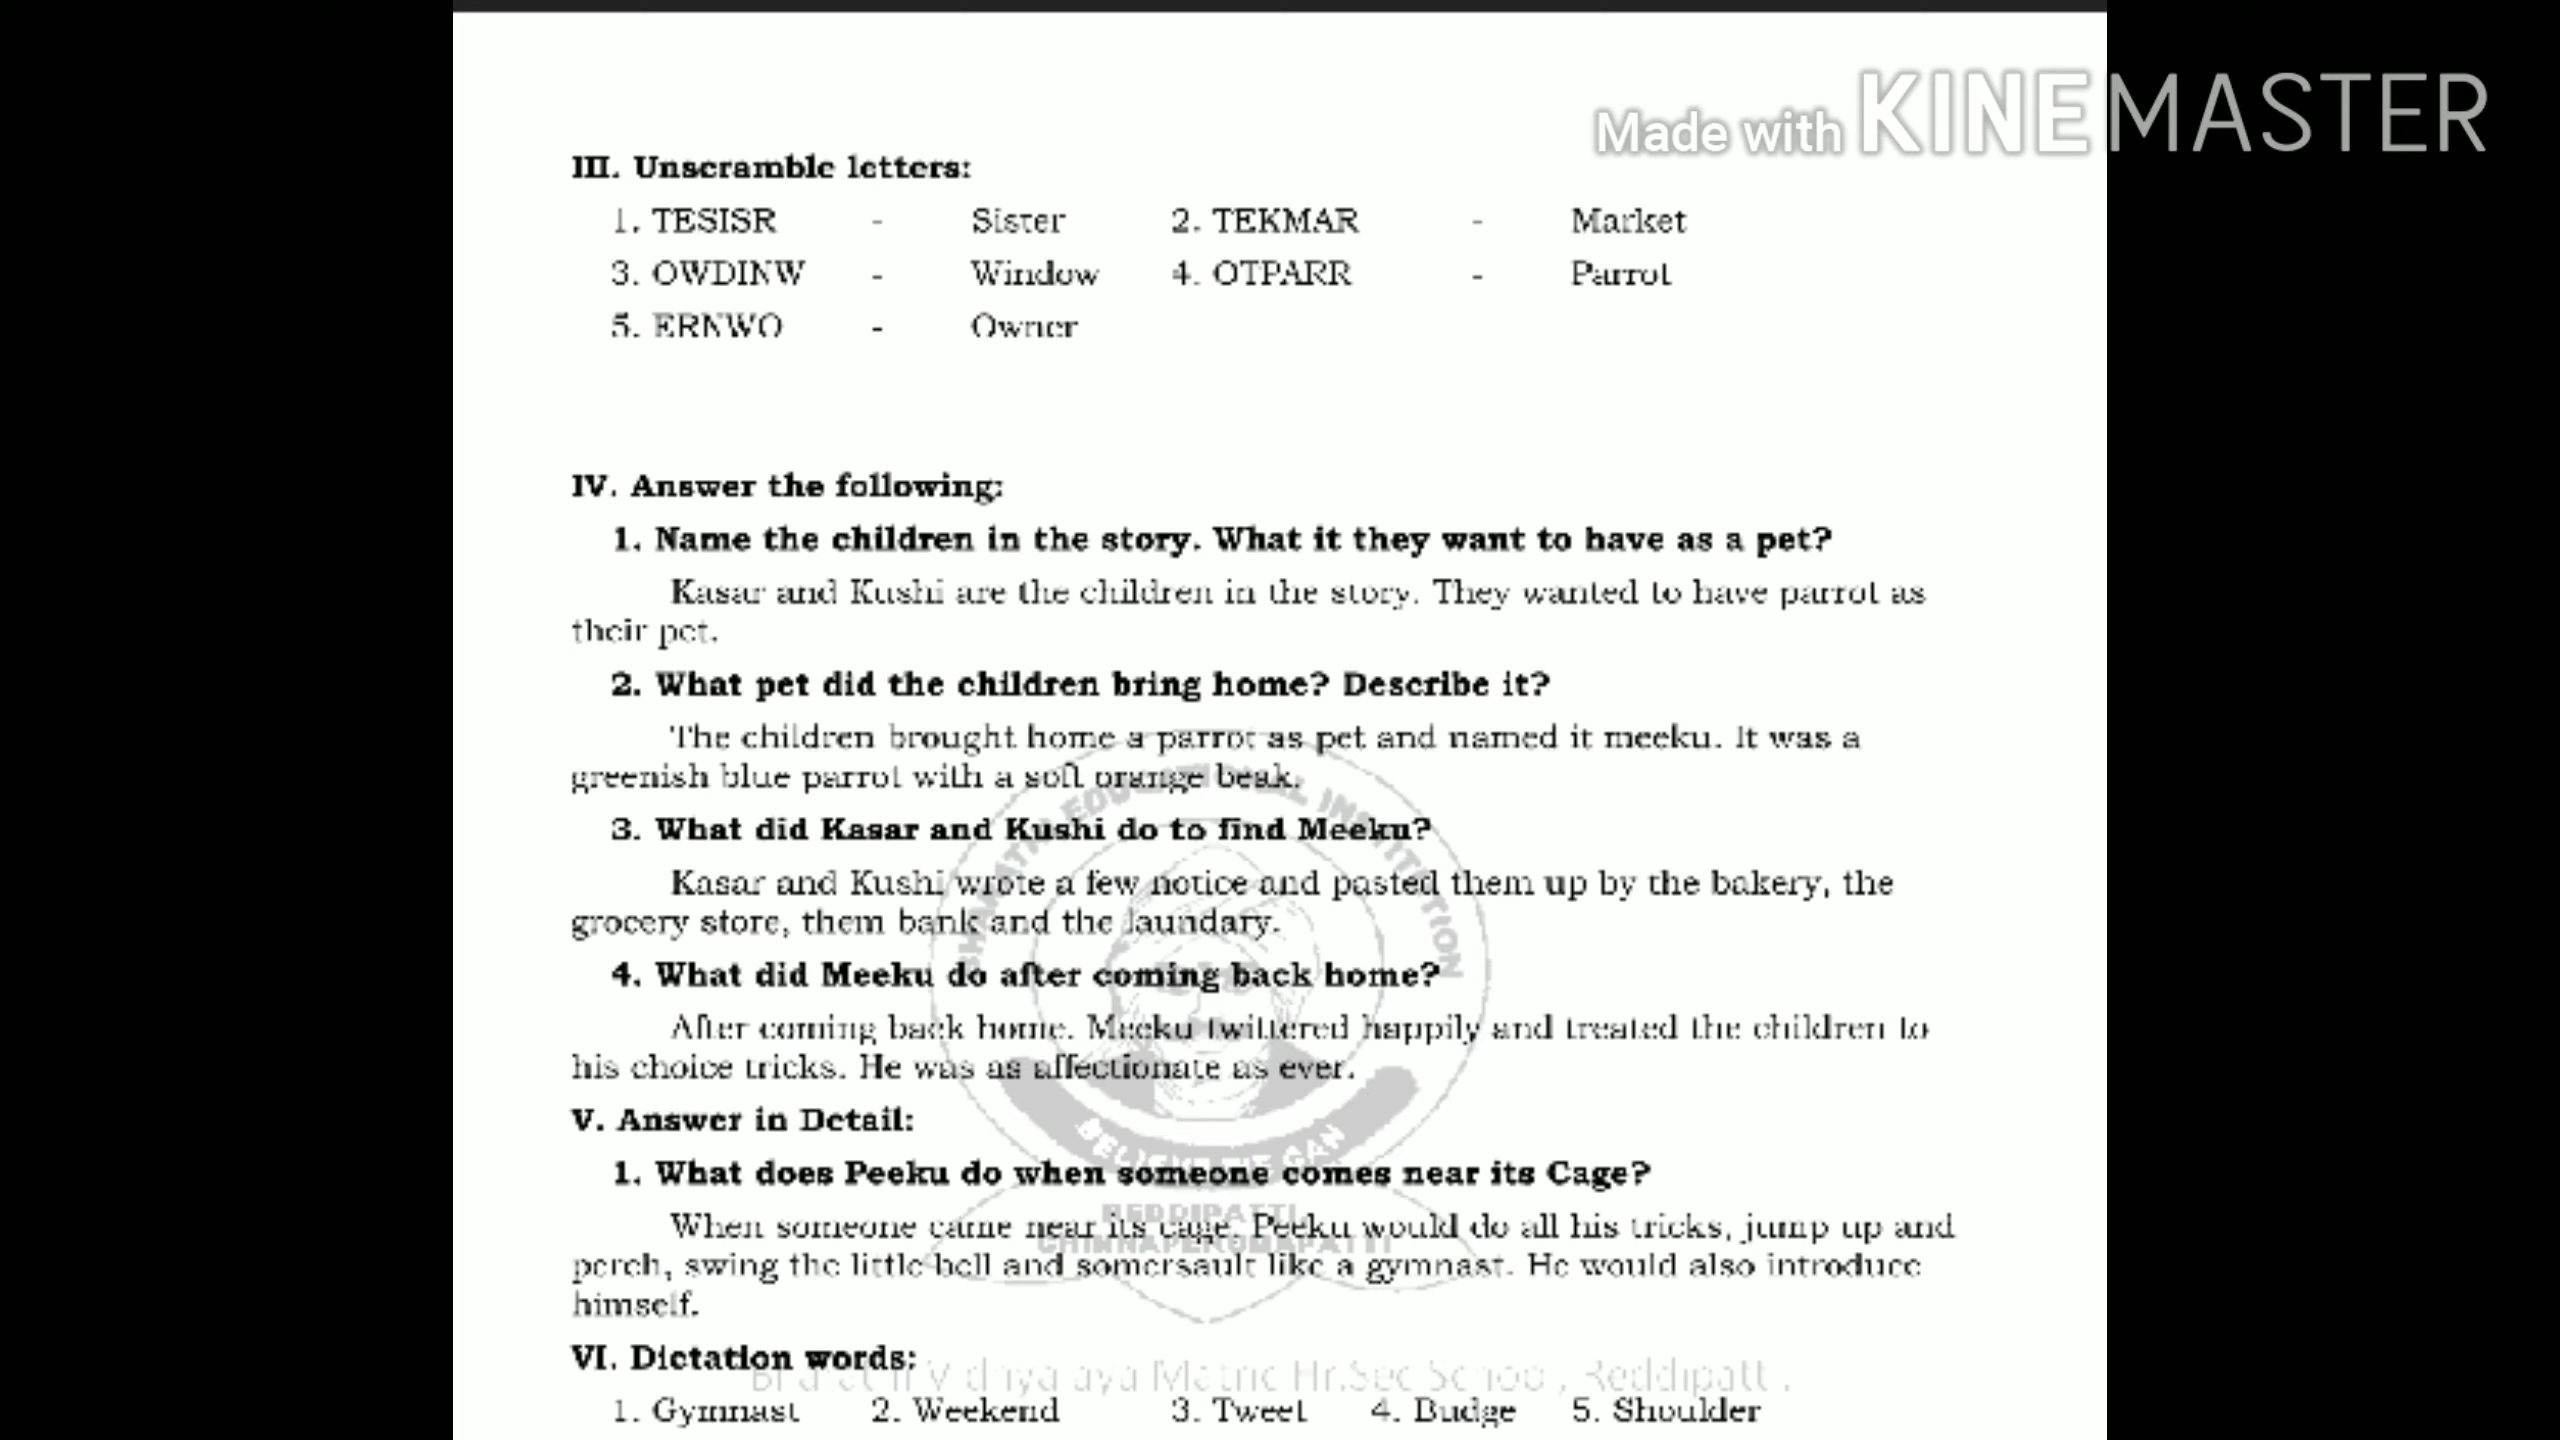 Made with KINEMASTER
III. Unscramble letters:
1. TESISR - Sister 2. TEKMAR - Market
3. OWDINW - Window 4. OTPARR - Parrot
5. ERNWO - Owner
IV. Answer the following:
1. Name the children in the story. What it they want to have as a pet?
Kasar and Kushi are the children in the story. They wanted to have parrot as
their pet.
2. What pet did the children bring home? Describe it?
The children brought home a parrot as pet and named it meeku. It was a
greenish blue parrot with a soft orange beak.
3. What did Kasar and Kushi do to find Meeku?
Kasar and Kushi wrote a few notice and pasted them up by the bakery, the
grocery store, them bank and the laundary.
4. What did Meeku do after coming back home?
After coming back home. Meeku twittered happily and treated the children to
his choice tricks. He was as affectionate as ever.
V. Answer in Detail:
1. What does Peeku do when someone comes near its Cage?
When someone came near its cage, Peeku would do all his tricks, jump up and
perch, swing the little bell and somersault like a gymnast. He would also introduce
himself.
VI. Dictation words:
1. Gymnast 2. Weekend 3. Tweet 4. Budge 5. Shoulder
EDUCATIONAL INSTITUTION
REDDIPATTI
Matric Hr.Sec School, Reddipatti.